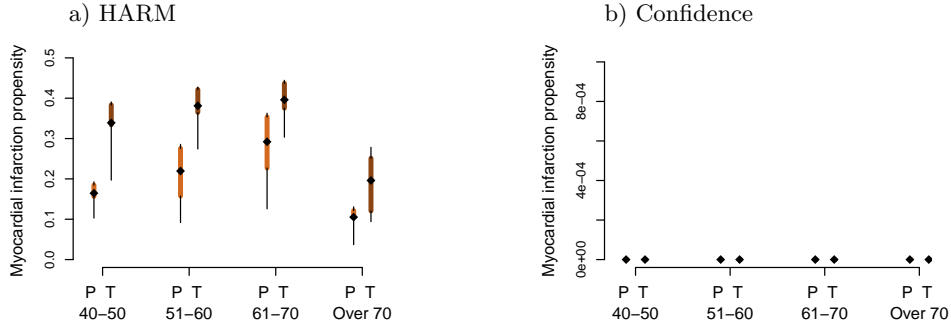 a) HARM
Myocardial infarction propensity
0.5
0.4
0.3
0.2
0.1
0.0
P T P T P T P T
40−50 51−60 61−70 Over 70
b) Confidence
Myocardial infarction propensity
8e−04
4e−04
0e+00
P T P T P T P T
40−50 51−60 61−70 Over 70